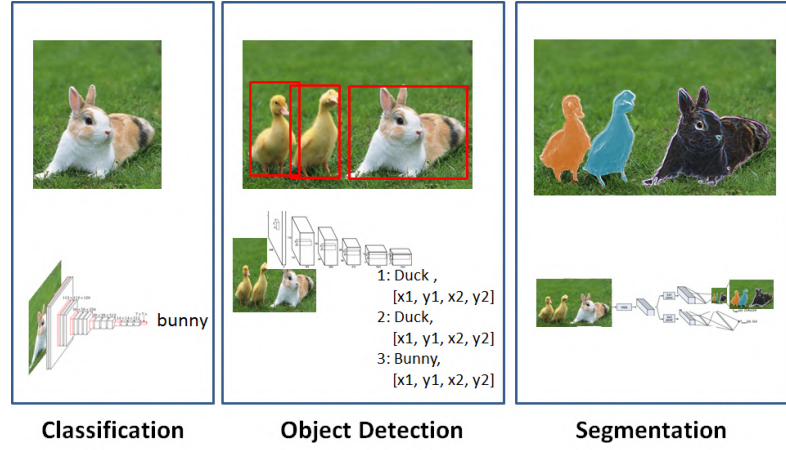 bunny
1: Duck ,
[x1, y1, x2, y2]
2: Duck,
[x1, y1, x2, y2]
3: Bunny,
[x1, y1, x2, y2]
Classification
Object Detection
Segmentation